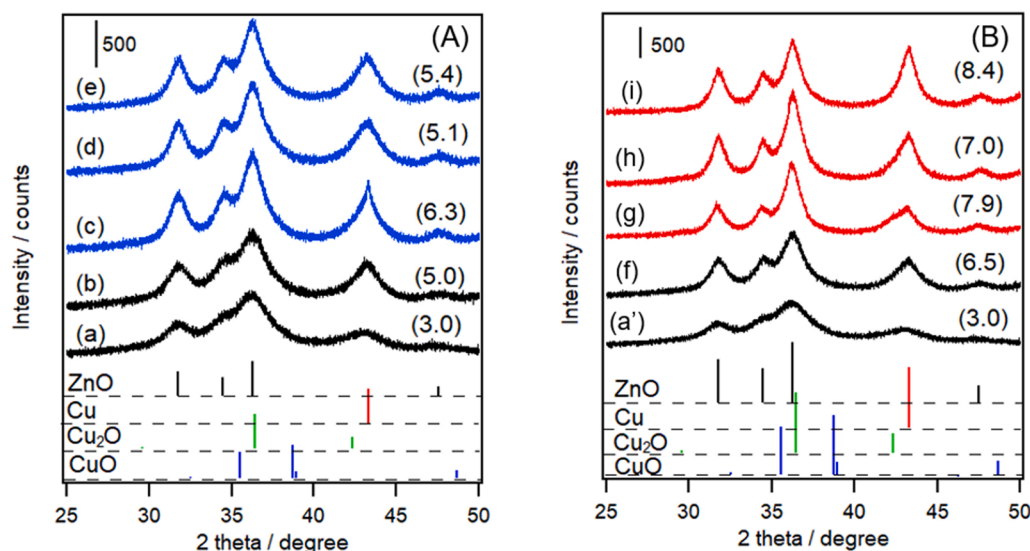 500
(A)
(e)
(5.4)
(d)
(5.1)
(c)
(6.3)
(b)
(5.0)
(a)
(3.0)
ZnO
Cu
Cu₂O
CuO
Intensity / counts
25 30 35 40 45 50
2 theta / degree
500
(B)
(i)
(8.4)
(h)
(7.0)
(g)
(7.9)
(f)
(6.5)
(a')
(3.0)
ZnO
Cu
Cu₂O
CuO
Intensity / counts
25 30 35 40 45 50
2 theta / degree